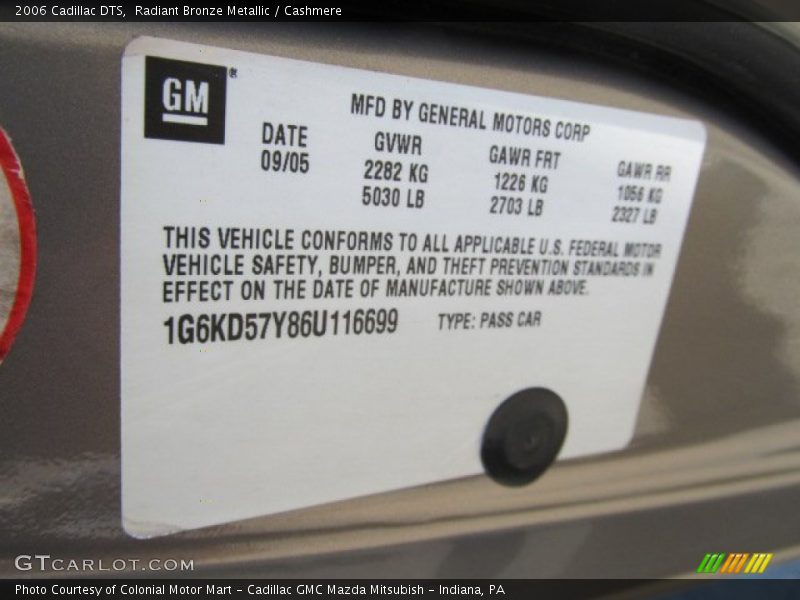 2006 Cadillac DTS, Radiant Bronze Metallic / Cashmere
GM®
MFD BY GENERAL MOTORS CORP
DATE GVWR GAWR FRT GAWR RR
09/05 2282 KG 1226 KG 1056 KG
5030 LB 2703 LB 2327 LB
THIS VEHICLE CONFORMS TO ALL APPLICABLE U.S. FEDERAL MOTOR
VEHICLE SAFETY, BUMPER, AND THEFT PREVENTION STANDARDS IN
EFFECT ON THE DATE OF MANUFACTURE SHOWN ABOVE.
1G6KD57Y86U116699 TYPE: PASS CAR
GTCARLOT.COM
Photo Courtesy of Colonial Motor Mart - Cadillac GMC Mazda Mitsubish - Indiana, PA